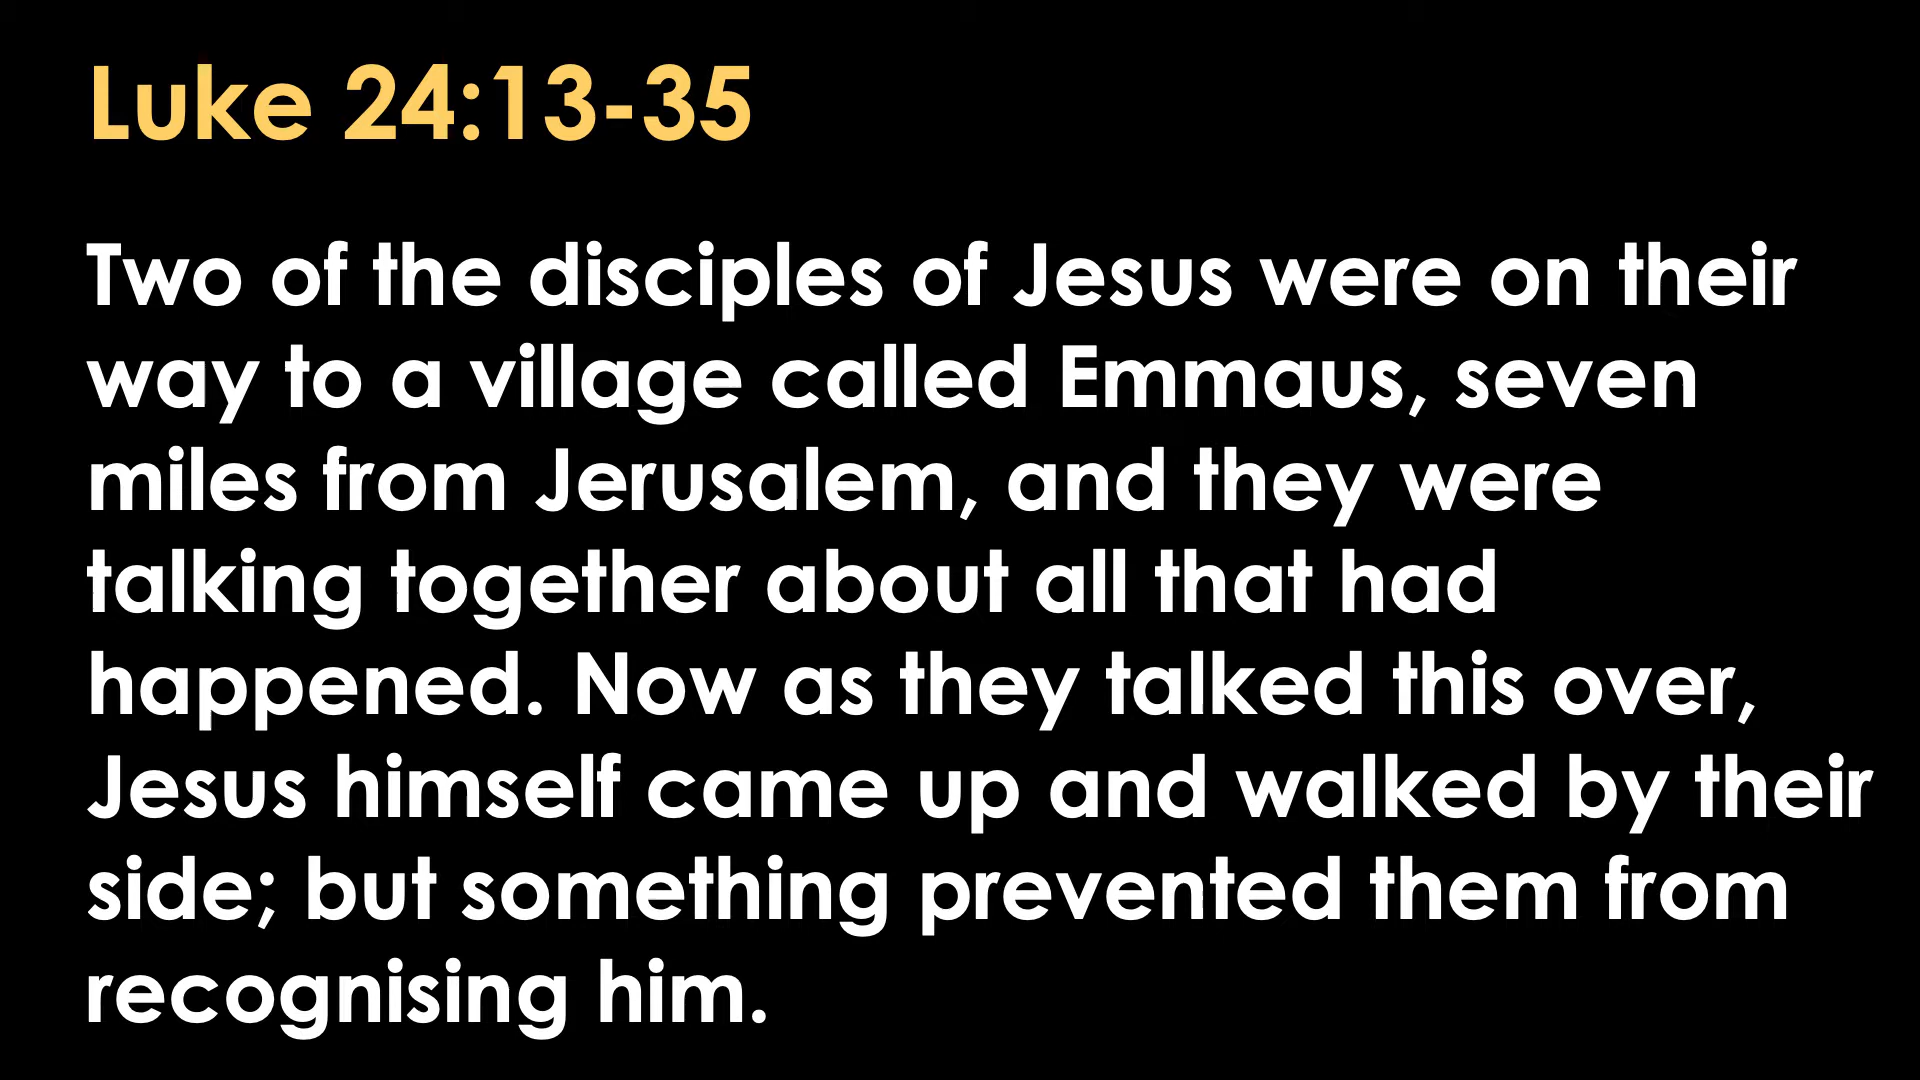 Luke 24:13-35
Two of the disciples of Jesus were on their
way to a village called Emmaus, seven
miles from Jerusalem, and they were
talking together about all that had
happened. Now as they talked this over,
Jesus himself came up and walked by their
side; but something prevented them from
recognising him.